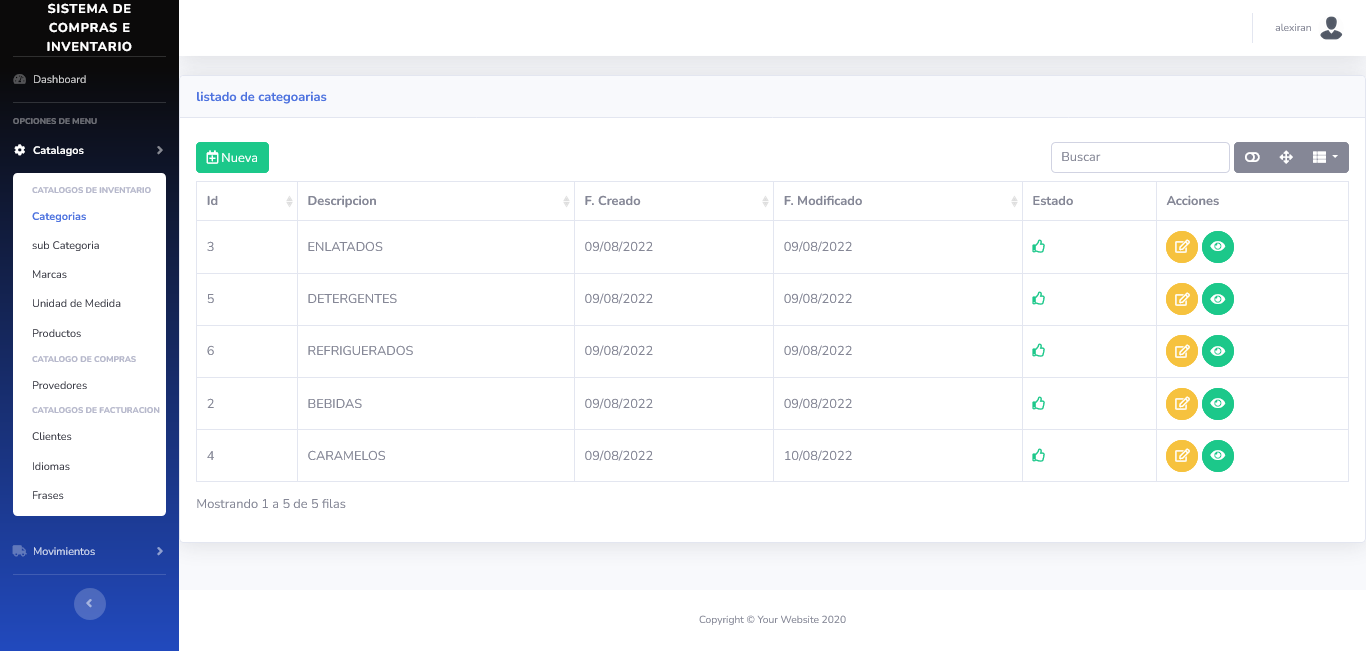 SISTEMA DE
COMPRAS E
INVENTARIO
Dashboard
OPCIONES DE MENU
Catalagos
CATALOGOS DE INVENTARIO
Categorias
sub Categoria
Marcas
Unidad de Medida
Productos
CATALOGO DE COMPRAS
Provedores
CATALOGOS DE FACTURACION
Clientes
Idiomas
Frases
Movimientos
alexiran
listado de categoarias
Nueva
Buscar
Id Descripcion F. Creado F. Modificado Estado Acciones
3 ENLATADOS 09/08/2022 09/08/2022
5 DETERGENTES 09/08/2022 09/08/2022
6 REFRIGUERADOS 09/08/2022 09/08/2022
2 BEBIDAS 09/08/2022 09/08/2022
4 CARAMELOS 09/08/2022 10/08/2022
Mostrando 1 a 5 de 5 filas
Copyright © Your Website 2020